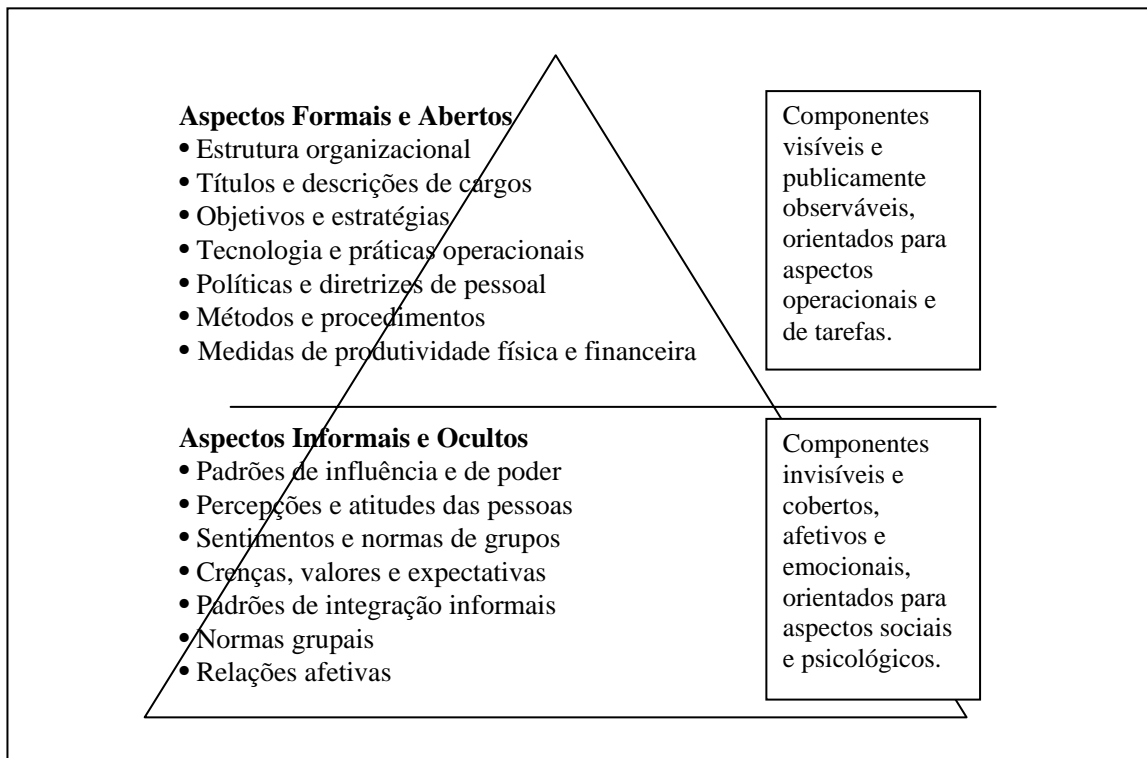 Aspectos Formais e Abertos
• Estrutura organizacional
• Títulos e descrições de cargos
• Objetivos e estratégias
• Tecnologia e práticas operacionais
• Políticas e diretrizes de pessoal
• Métodos e procedimentos
• Medidas de produtividade física e financeira
Componentes
visíveis e
publicamente
observáveis,
orientados para
aspectos
operacionais e
de tarefas.
Aspectos Informais e Ocultos
• Padrões de influência e de poder
• Percepções e atitudes das pessoas
• Sentimentos e normas de grupos
• Crenças, valores e expectativas
• Padrões de integração informais
• Normas grupais
• Relações afetivas
Componentes
invisíveis e
cobertos,
afetivos e
emocionais,
orientados para
aspectos sociais
e psicológicos.